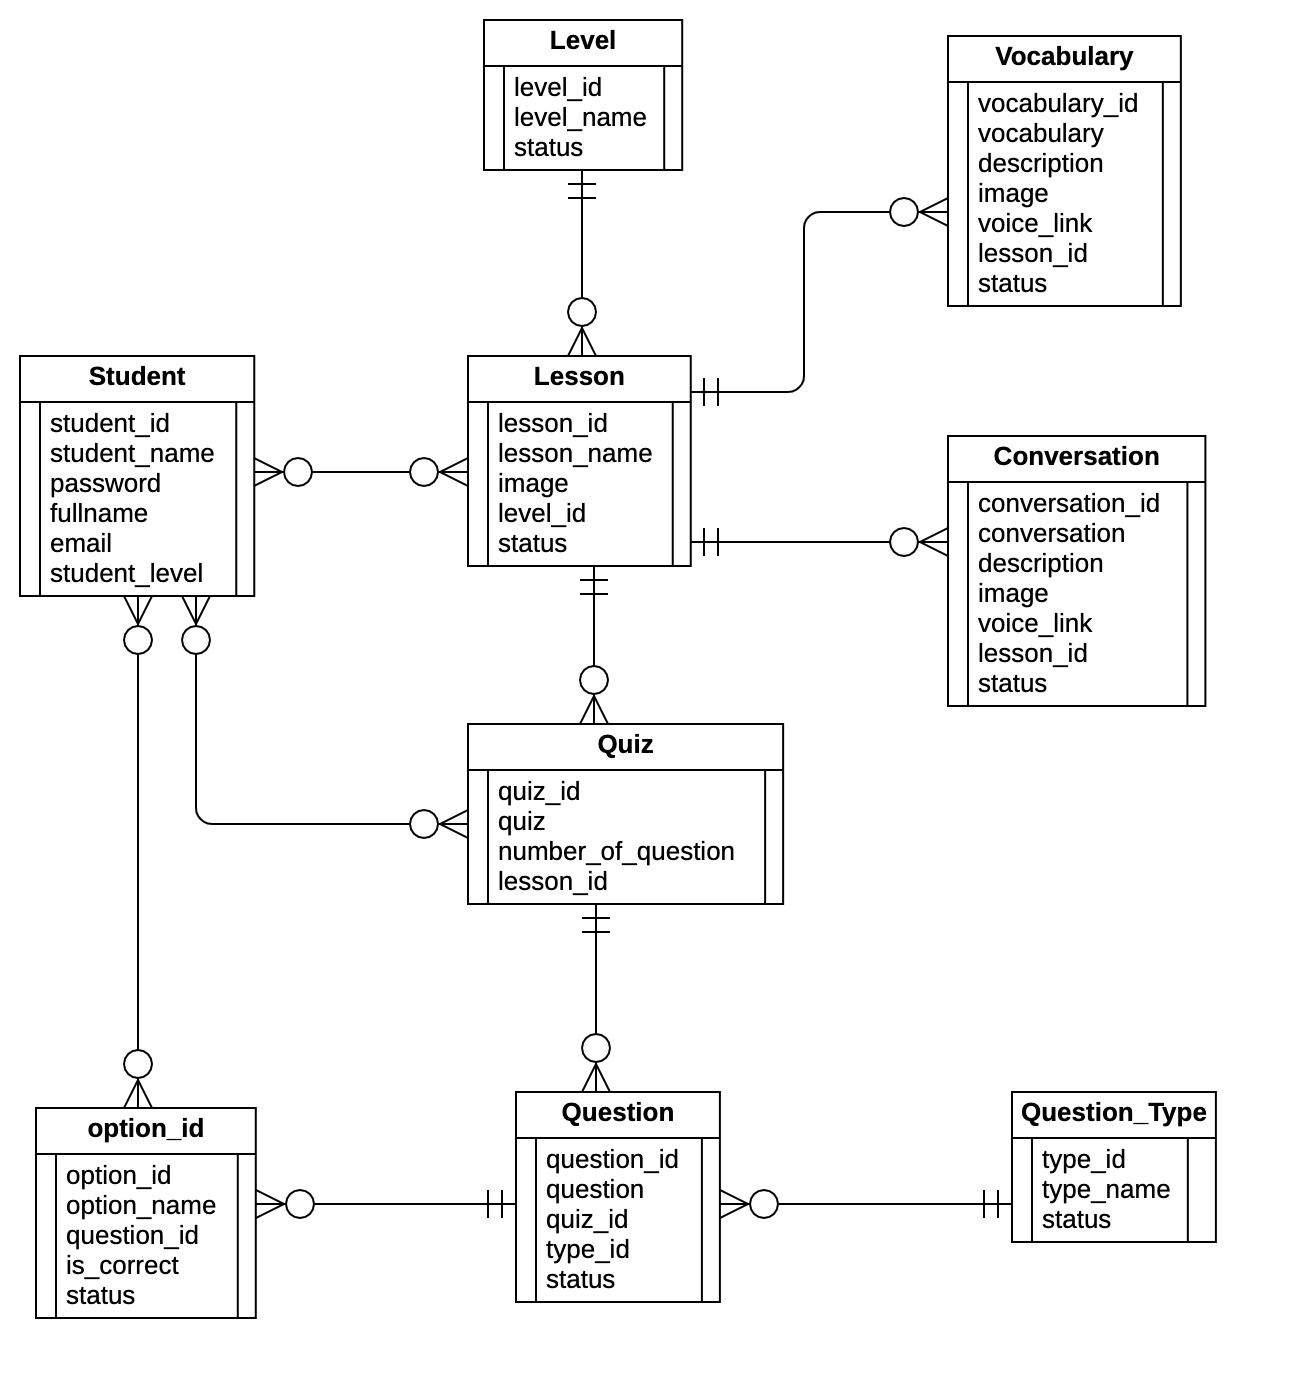 Level
level_id
level_name
status
Vocabulary
vocabulary_id
vocabulary
description
image
voice_link
lesson_id
status
Student
student_id
student_name
password
fullname
email
student_level
Lesson
lesson_id
lesson_name
image
level_id
status
Conversation
conversation_id
conversation
description
image
voice_link
lesson_id
status
Quiz
quiz_id
quiz
number_of_question
lesson_id
option_id
option_id
option_name
question_id
is_correct
status
Question
question_id
question
quiz_id
type_id
status
Question_Type
type_id
type_name
status